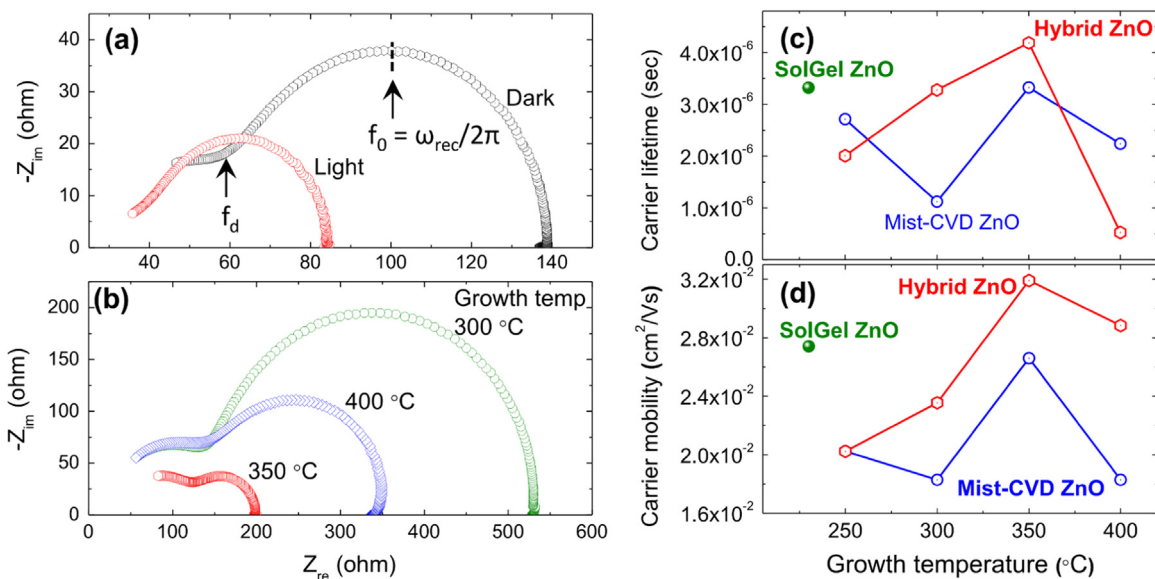 (a)
40
30
20
10
0
-Z_im (ohm)
Dark
Light
f_0 = ω_rec/2π
f_d
40 60 80 100 120 140
(b)
200
150
100
50
0
-Z_im (ohm)
Growth temp
300 °C
400 °C
350 °C
0 100 200 300 400 500 600
Z_re (ohm)
(c)
Hybrid ZnO
SolGel ZnO
Mist-CVD ZnO
4.0x10⁻⁶
3.0x10⁻⁶
2.0x10⁻⁶
1.0x10⁻⁶
0.0
Carrier lifetime (sec)
(d)
Hybrid ZnO
SolGel ZnO
Mist-CVD ZnO
3.2x10⁻²
2.8x10⁻²
2.4x10⁻²
2.0x10⁻²
1.6x10⁻²
Carrier mobility (cm²/Vs)
250 300 350 400
Growth temperature (°C)